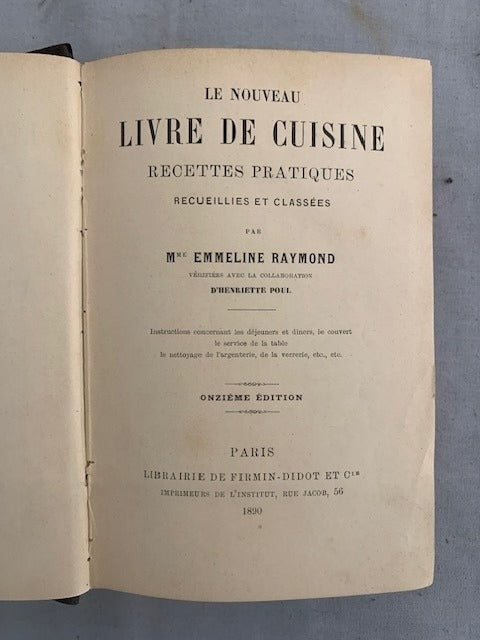 LE NOUVEAU
LIVRE DE CUISINE
RECETTES PRATIQUES
RECUEILLIES ET CLASSÉES
PAR
MME EMMELINE RAYMOND
VÉRIFIÉES AVEC LA COLLABORATION
D'HENRIETTE POUL
Instructions concernant les déjeuners et dîners, le couvert
le service de la table
le nettoyage de l'argenterie, de la verrerie, etc., etc.
ONZIÈME ÉDITION
PARIS
LIBRAIRIE DE FIRMIN-DIDOT ET CIE
IMPRIMEURS DE L'INSTITUT, RUE JACOB, 56
1890